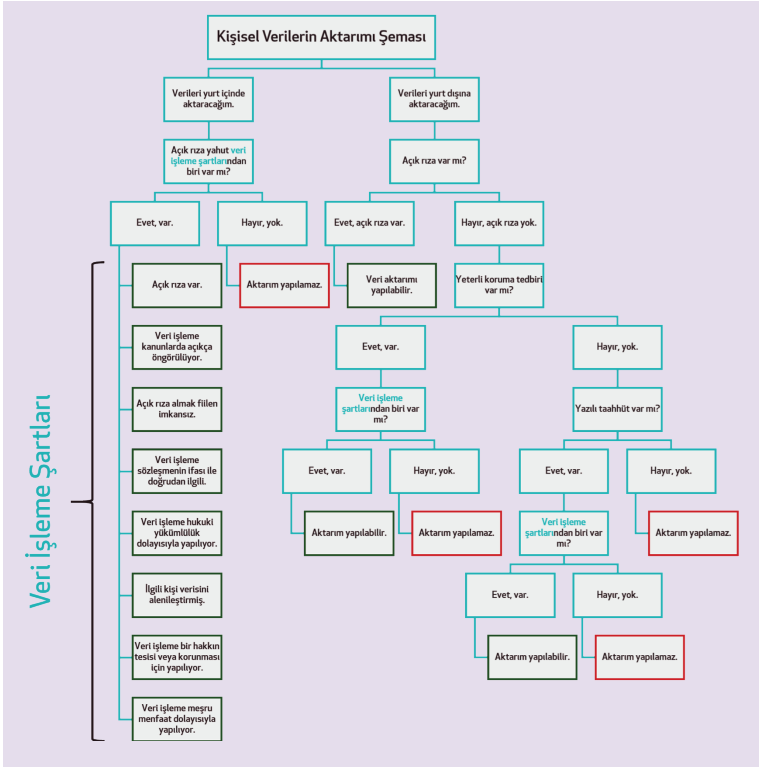 Kişisel Verilerin Aktarımı Şeması
Verileri yurt içinde
aktaracağım.
Verileri yurt dışına
aktaracağım.
Açık rıza yahut veri
işleme şartlarından
biri var mı?
Açık rıza var mı?
Evet, var.
Hayır, yok.
Evet, açık rıza var.
Hayır, açık rıza yok.
Açık rıza var.
Aktarım yapılamaz.
Veri aktarımı
yapılabilir.
Yeterli koruma tedbiri
var mı?
Veri işleme
kanunlarda açıkça
öngörülüyor.
Evet, var.
Hayır, yok.
Açık rıza almak fiilen
imkansız.
Veri işleme
şartlarından biri var
mı?
Yazılı taahhüt var mı?
Veri işleme
sözleşmenin ifası ile
doğrudan ilgili.
Evet, var.
Hayır, yok.
Evet, var.
Hayır, yok.
Veri işleme hukuki
yükümlülük
dolayısıyla yapılıyor.
Aktarım yapılabilir.
Aktarım yapılamaz.
Veri işleme
şartlarından biri var
mı?
Aktarım yapılamaz.
İlgili kişi verisini
alenileştirmiş.
Evet, var.
Hayır, yok.
Veri işleme bir hakkın
tesisi veya korunması
için yapılıyor.
Aktarım yapılabilir.
Aktarım yapılamaz.
Veri işleme meşru
menfaat dolayısıyla
yapılıyor.
Veri İşleme Şartları